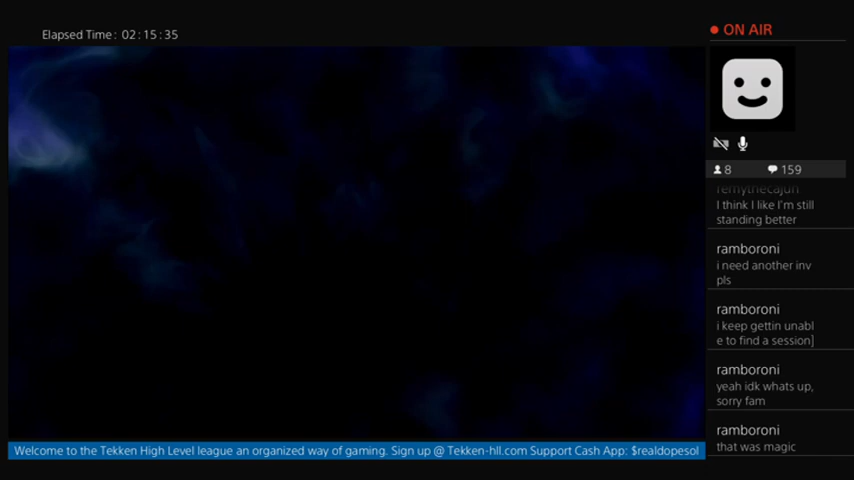 Elapsed Time: 02:15:35
ON AIR
8 159
remythecajun
I think I like I'm still
standing better
ramboroni
i need another inv
pls
ramboroni
i keep gettin unabl
e to find a session]
ramboroni
yeah idk whats up,
sorry fam
ramboroni
that was magic
Welcome to the Tekken High Level league an organized way of gaming. Sign up @ Tekken-hll.com Support Cash App: $realdopesol